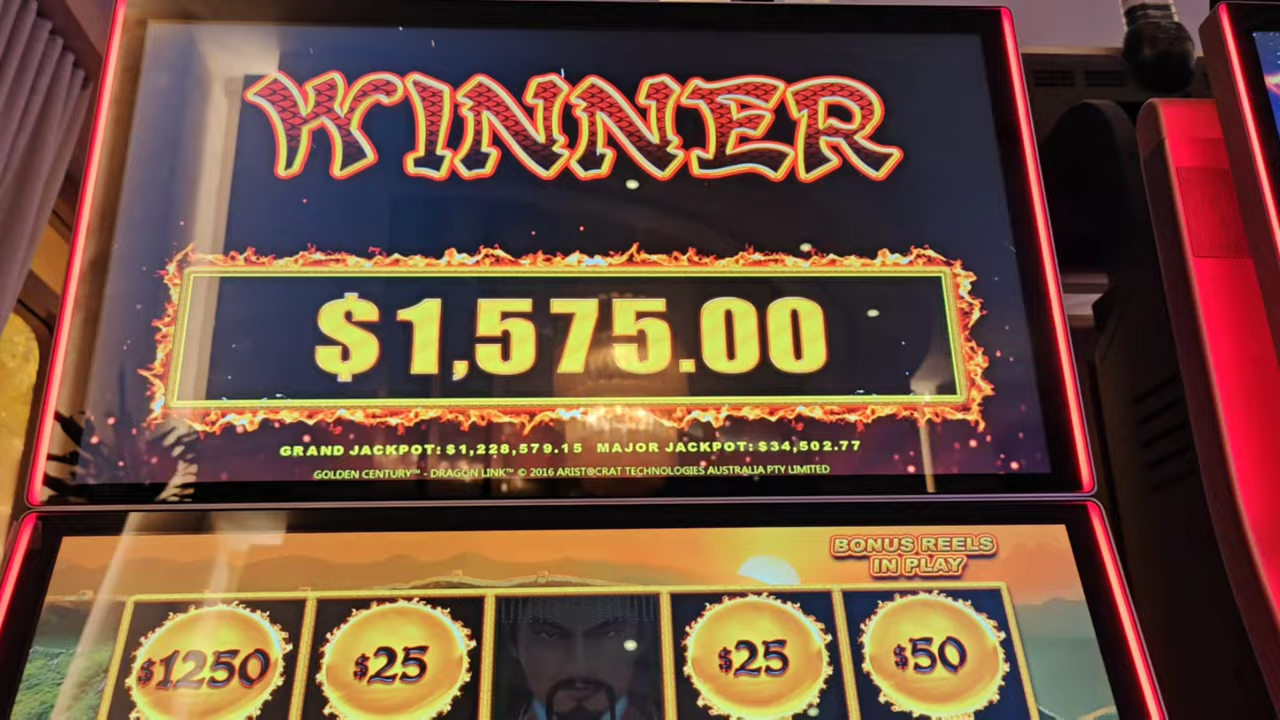 WINNER
$1,575.00
GRAND JACKPOT: $1,228,579.15 MAJOR JACKPOT: $34,502.77
GOLDEN CENTURY™ - DRAGON LINK™ © 2016 ARISTOCRAT TECHNOLOGIES AUSTRALIA PTY LIMITED
BONUS REELS
IN PLAY
$1250 $25 $25 $50